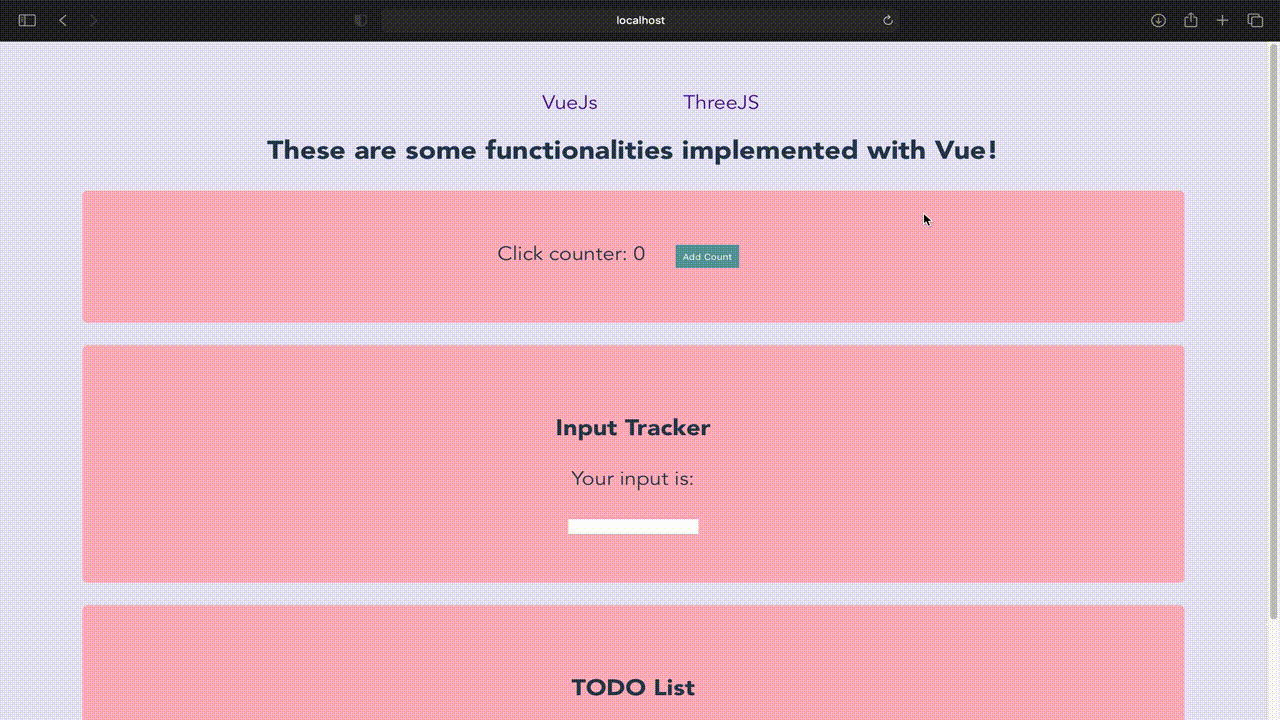 localhost
VueJs ThreeJS
These are some functionalities implemented with Vue!
Click counter: 0 Add Count
Input Tracker
Your input is:
TODO List